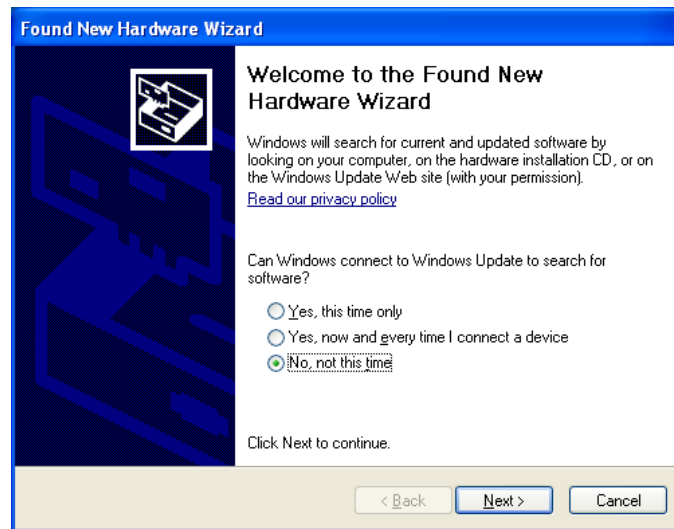 Found New Hardware Wizard
Welcome to the Found New
Hardware Wizard
Windows will search for current and updated software by
looking on your computer, on the hardware installation CD, or on
the Windows Update Web site (with your permission).
Read our privacy policy
Can Windows connect to Windows Update to search for
software?
Yes, this time only
Yes, now and every time I connect a device
No, not this time
Click Next to continue.
< Back Next > Cancel